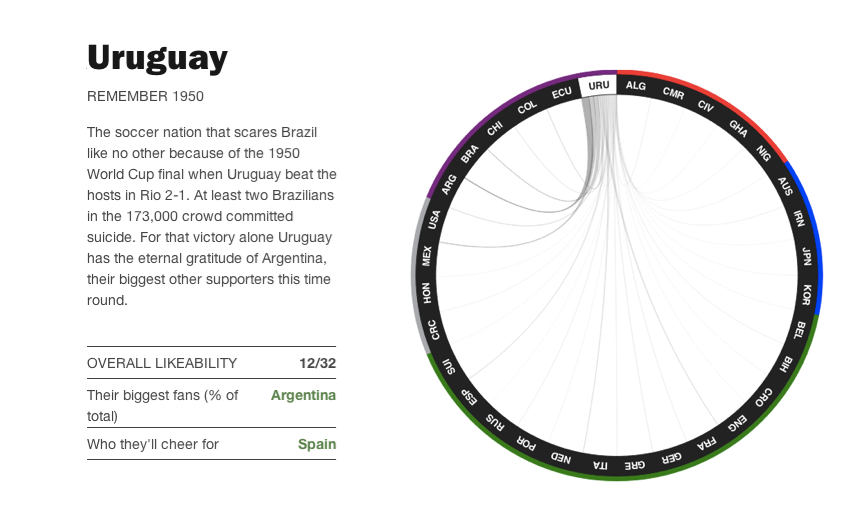 Uruguay
REMEMBER 1950
The soccer nation that scares Brazil
like no other because of the 1950
World Cup final when Uruguay beat the
hosts in Rio 2-1. At least two Brazilians
in the 173,000 crowd committed
suicide. For that victory alone Uruguay
has the eternal gratitude of Argentina,
their biggest other supporters this time
round.
OVERALL LIKEABILITY 12/32
Their biggest fans (% of Argentina
total)
Who they'll cheer for Spain
URU
ALG
CMR
CIV
GHA
NIG
AUS
IRN
JPN
KOR
BEL
BIH
CRO
ENG
FRA
GER
GRE
ITA
NED
POR
RUS
ESP
SUI
CRC
HON
MEX
USA
ARG
BRA
CHI
COL
ECU